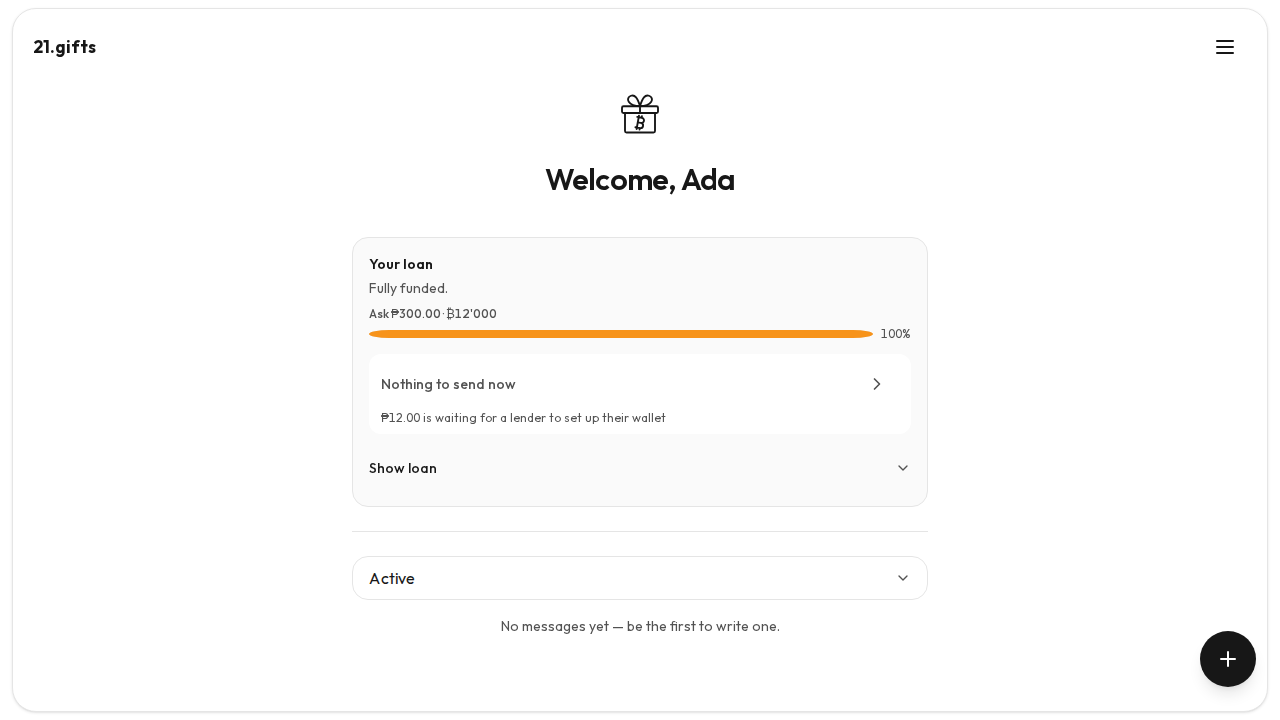 21.gifts
Welcome, Ada
Your loan
Fully funded.
Ask ₱300.00 · ₿12'000
100%
Nothing to send now
₱12.00 is waiting for a lender to set up their wallet
Show loan
Active
No messages yet — be the first to write one.